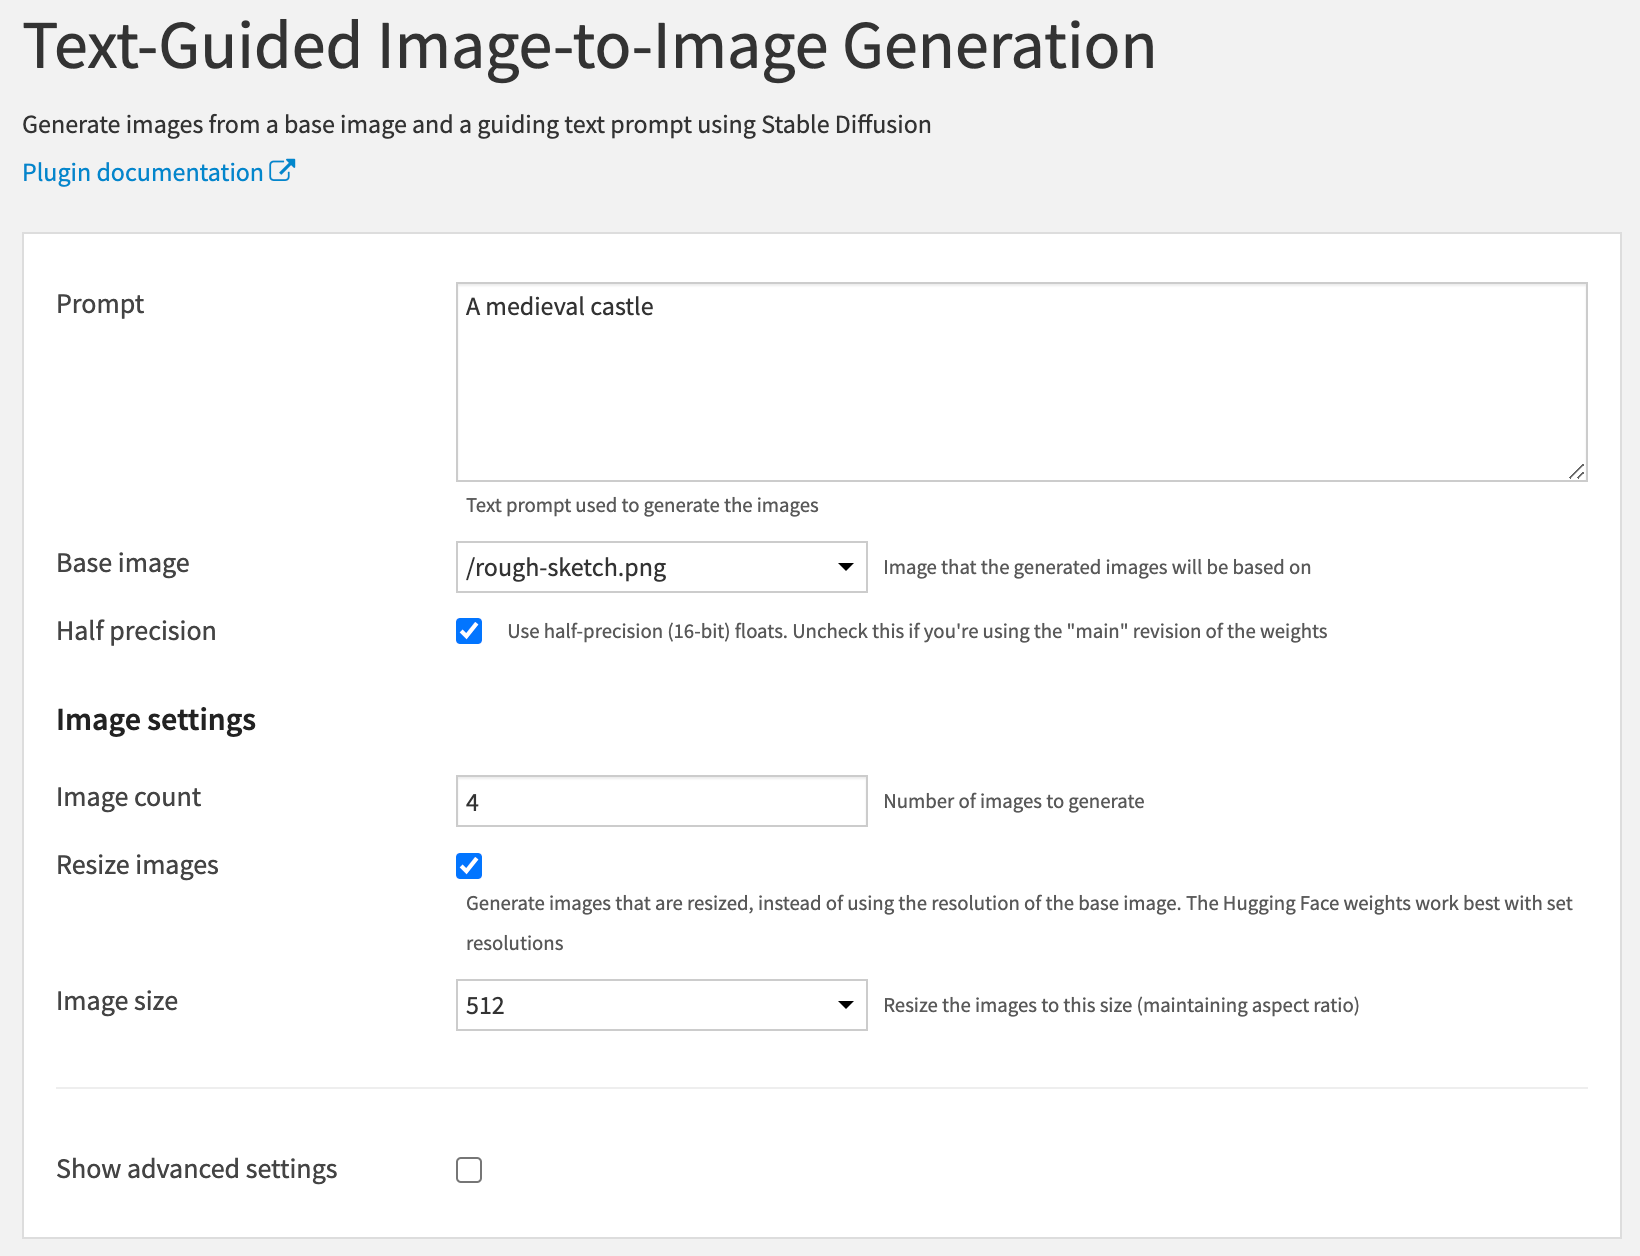 Text-Guided Image-to-Image Generation
Generate images from a base image and a guiding text prompt using Stable Diffusion
Plugin documentation
Prompt
A medieval castle
Text prompt used to generate the images
Base image
/rough-sketch.png
Image that the generated images will be based on
Half precision
Use half-precision (16-bit) floats. Uncheck this if you're using the "main" revision of the weights
Image settings
Image count
4
Number of images to generate
Resize images
Generate images that are resized, instead of using the resolution of the base image. The Hugging Face weights work best with set
resolutions
Image size
512
Resize the images to this size (maintaining aspect ratio)
Show advanced settings